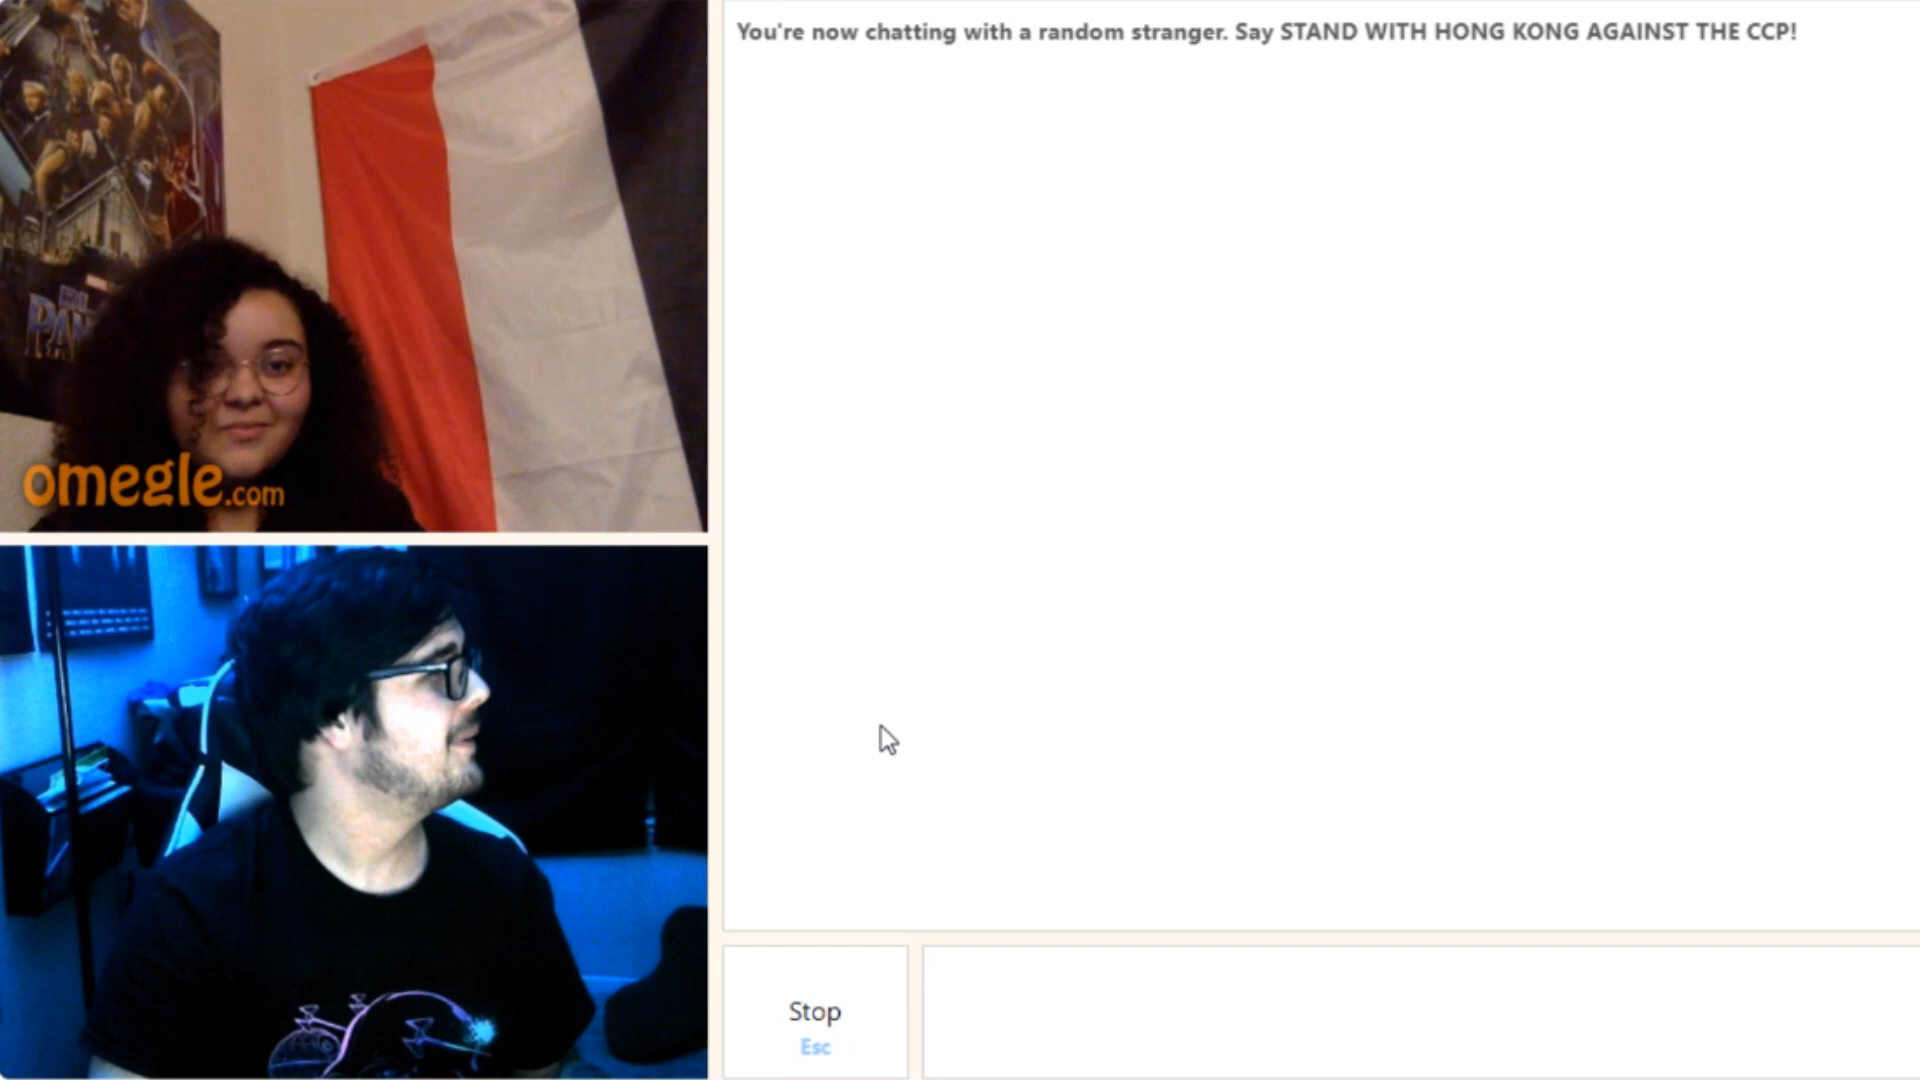 You're now chatting with a random stranger. Say STAND WITH HONG KONG AGAINST THE CCP!
PAN
omegle.com
Stop
Esc